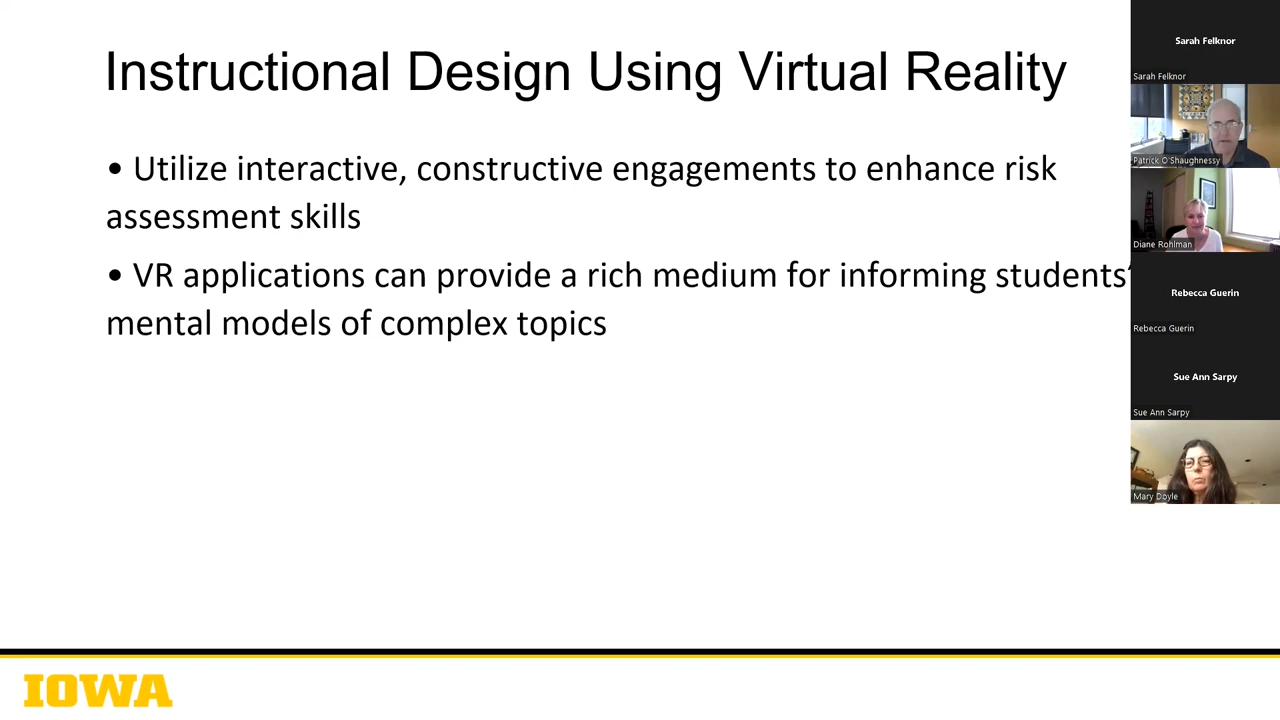 Instructional Design Using Virtual Reality
• Utilize interactive, constructive engagements to enhance risk
assessment skills
• VR applications can provide a rich medium for informing students’
mental models of complex topics
IOWA
Sarah Felknor
Sarah Felknor
Patrick O'Shaughnessy
Diane Rohlman
Rebecca Guerin
Rebecca Guerin
Sue Ann Sarpy
Sue Ann Sarpy
Mary Doyle